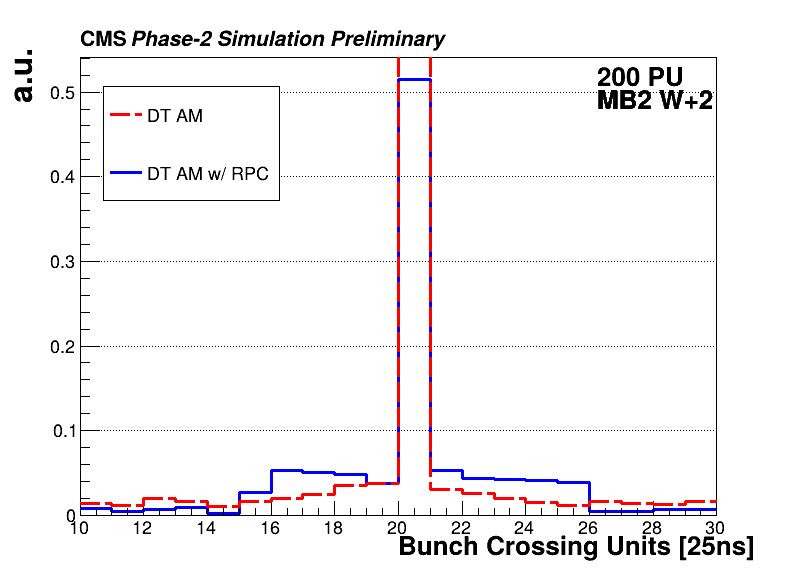 CMS Phase-2 Simulation Preliminary
a.u.
200 PU
MB2 W+2
DT AM
DT AM w/ RPC
0.5
0.4
0.3
0.2
0.1
0
10 12 14 16 18 20 22 24 26 28 30
Bunch Crossing Units [25ns]